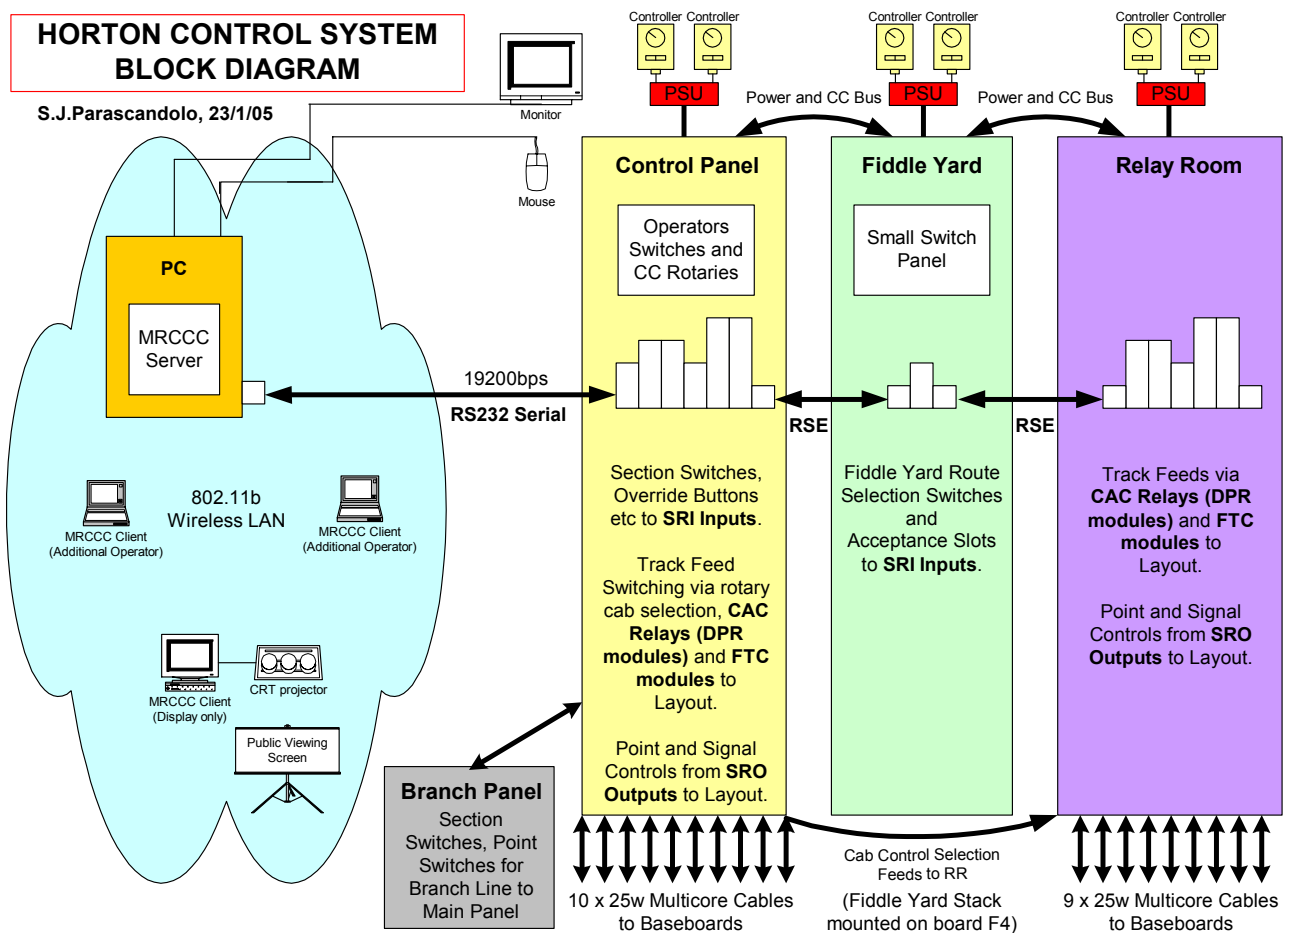 HORTON CONTROL SYSTEM
BLOCK DIAGRAM
S.J.Parascandolo, 23/1/05
Monitor
Mouse
PC
MRCCC
Server
19200bps
RS232 Serial
802.11b
Wireless LAN
MRCCC Client
(Additional Operator)
MRCCC Client
(Additional Operator)
MRCCC Client
(Display only)
CRT projector
Public Viewing
Screen
Controller Controller
PSU
Power and CC Bus
Controller Controller
PSU
Power and CC Bus
Controller Controller
PSU
Control Panel
Operators
Switches and
CC Rotaries
Section Switches,
Override Buttons
etc to SRI Inputs.
Track Feed
Switching via rotary
cab selection, CAC
Relays (DPR
modules) and FTC
modules to
Layout.
Point and Signal
Controls from SRO
Outputs to Layout.
RSE
Fiddle Yard
Small Switch
Panel
Fiddle Yard Route
Selection Switches
and
Acceptance Slots
to SRI Inputs.
RSE
Relay Room
Track Feeds via
CAC Relays (DPR
modules) and FTC
modules to
Layout.
Point and Signal
Controls from SRO
Outputs to Layout.
Branch Panel
Section
Switches, Point
Switches for
Branch Line to
Main Panel
10 x 25w Multicore Cables
to Baseboards
Cab Control Selection
Feeds to RR
(Fiddle Yard Stack
mounted on board F4)
9 x 25w Multicore Cables
to Baseboards